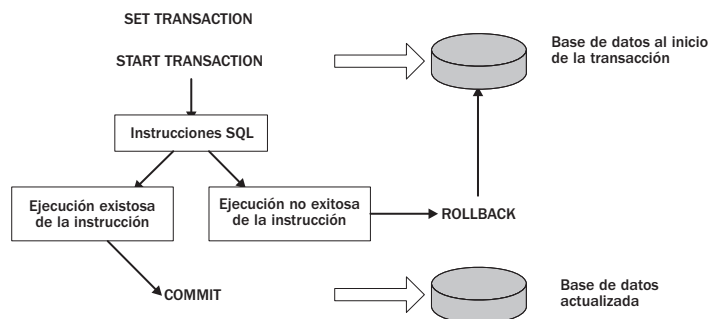 SET TRANSACTION
START TRANSACTION
Base de datos al inicio
de la transacción
Instrucciones SQL
Ejecución existosa
de la instrucción
Ejecución no exitosa
de la instrucción
ROLLBACK
COMMIT
Base de datos
actualizada